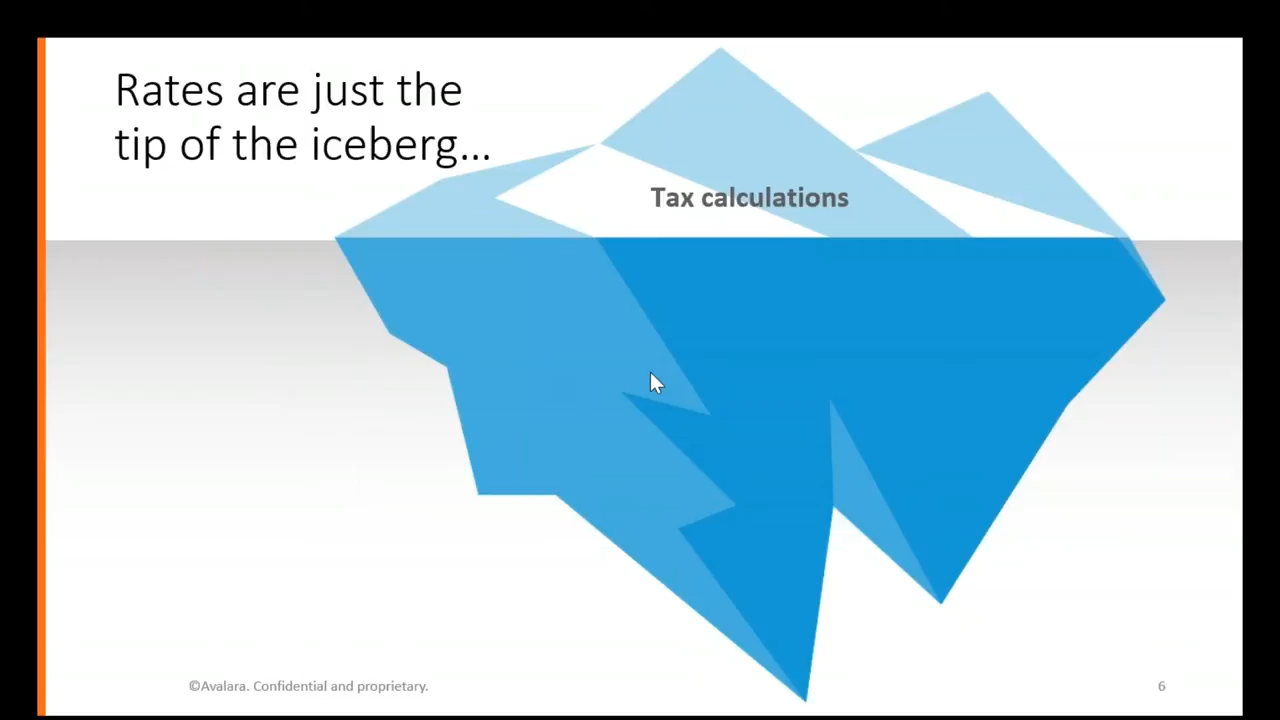 Rates are just the
tip of the iceberg...
Tax calculations
©Avalara. Confidential and proprietary.
6